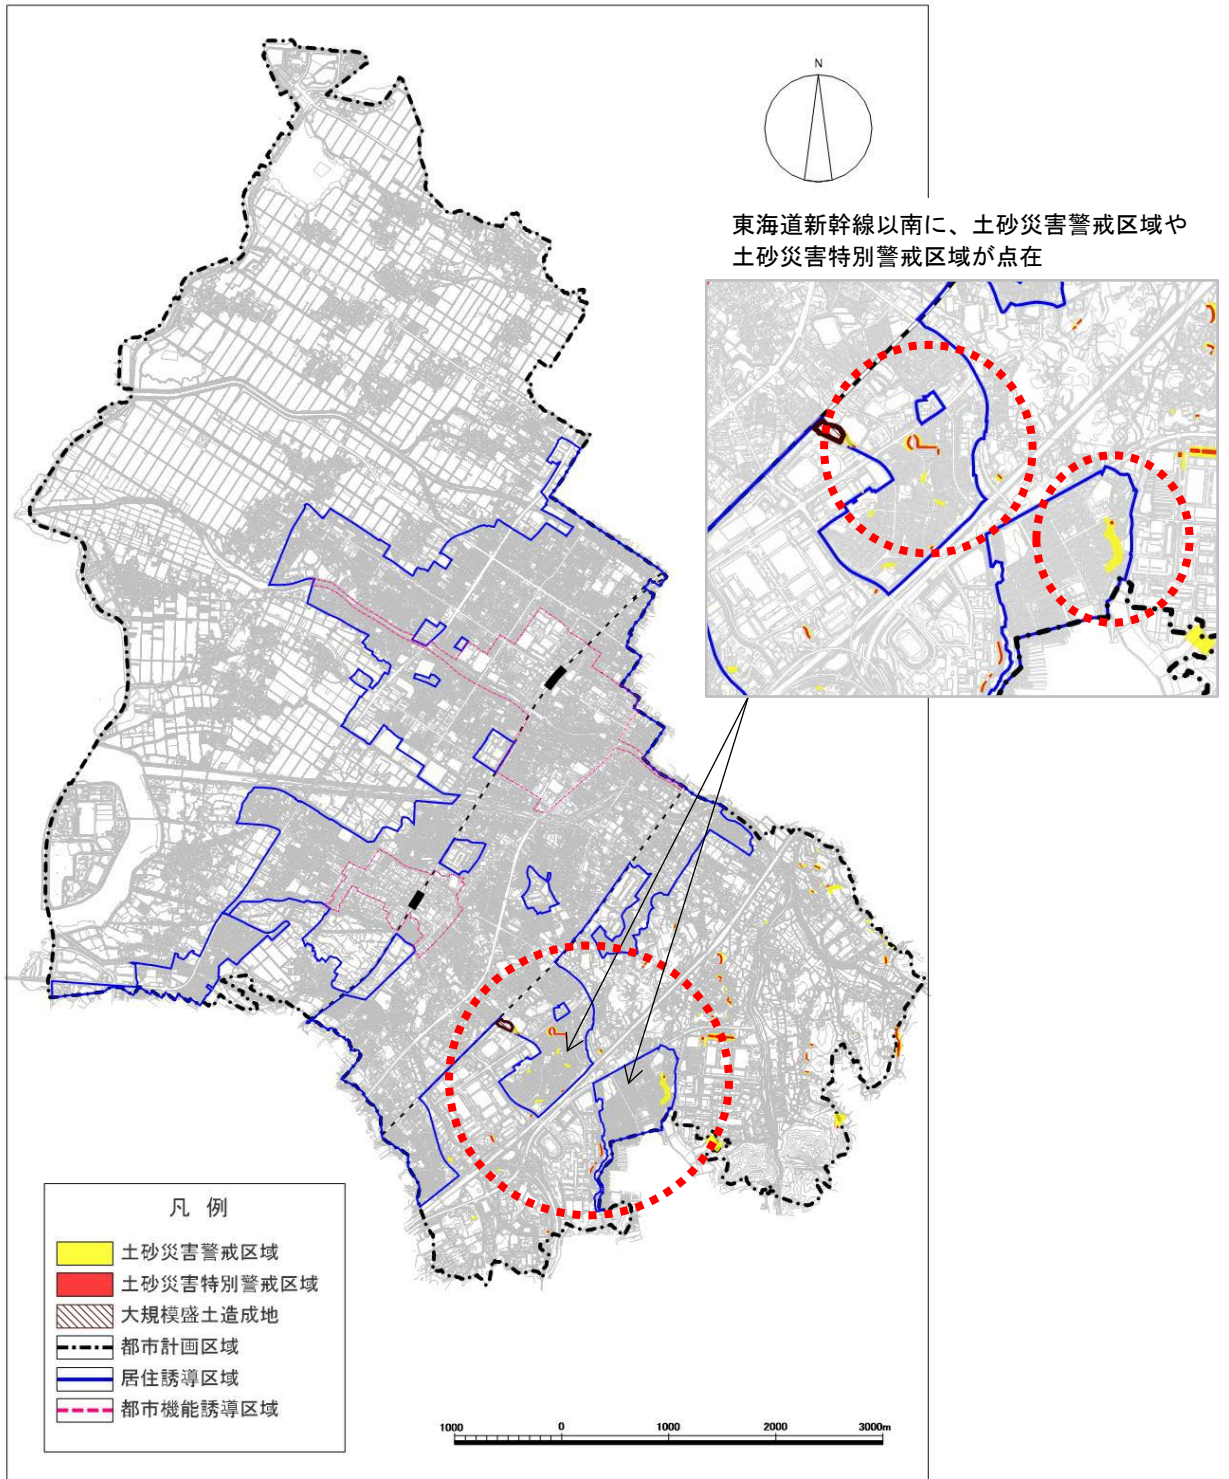 N
東海道新幹線以南に、土砂災害警戒区域や
土砂災害特別警戒区域が点在
凡 例
土砂災害警戒区域
土砂災害特別警戒区域
大規模盛土造成地
都市計画区域
居住誘導区域
都市機能誘導区域
1000 0 1000 2000 3000m